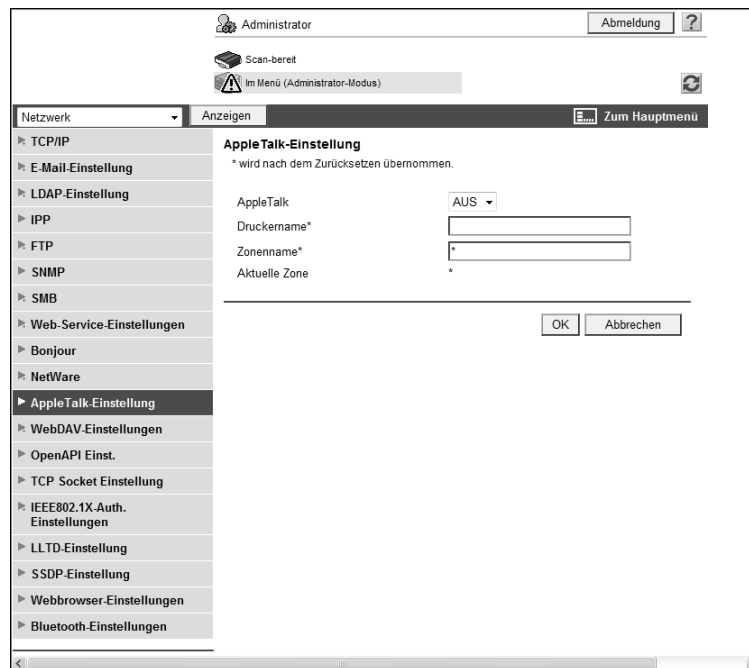 Administrator
Abmeldung
?
Scan-bereit
Im Menü (Administrator-Modus)
Netzwerk
Anzeigen
Zum Hauptmenü
TCP/IP
E-Mail-Einstellung
LDAP-Einstellung
IPP
FTP
SNMP
SMB
Web-Service-Einstellungen
Bonjour
NetWare
AppleTalk-Einstellung
WebDAV-Einstellungen
OpenAPI Einst.
TCP Socket Einstellung
IEEE802.1X-Auth.
Einstellungen
LLTD-Einstellung
SSDP-Einstellung
Webbrowser-Einstellungen
Bluetooth-Einstellungen
AppleTalk-Einstellung
* wird nach dem Zurücksetzen übernommen.
AppleTalk AUS
Druckername*
Zonenname* *
Aktuelle Zone *
OK Abbrechen